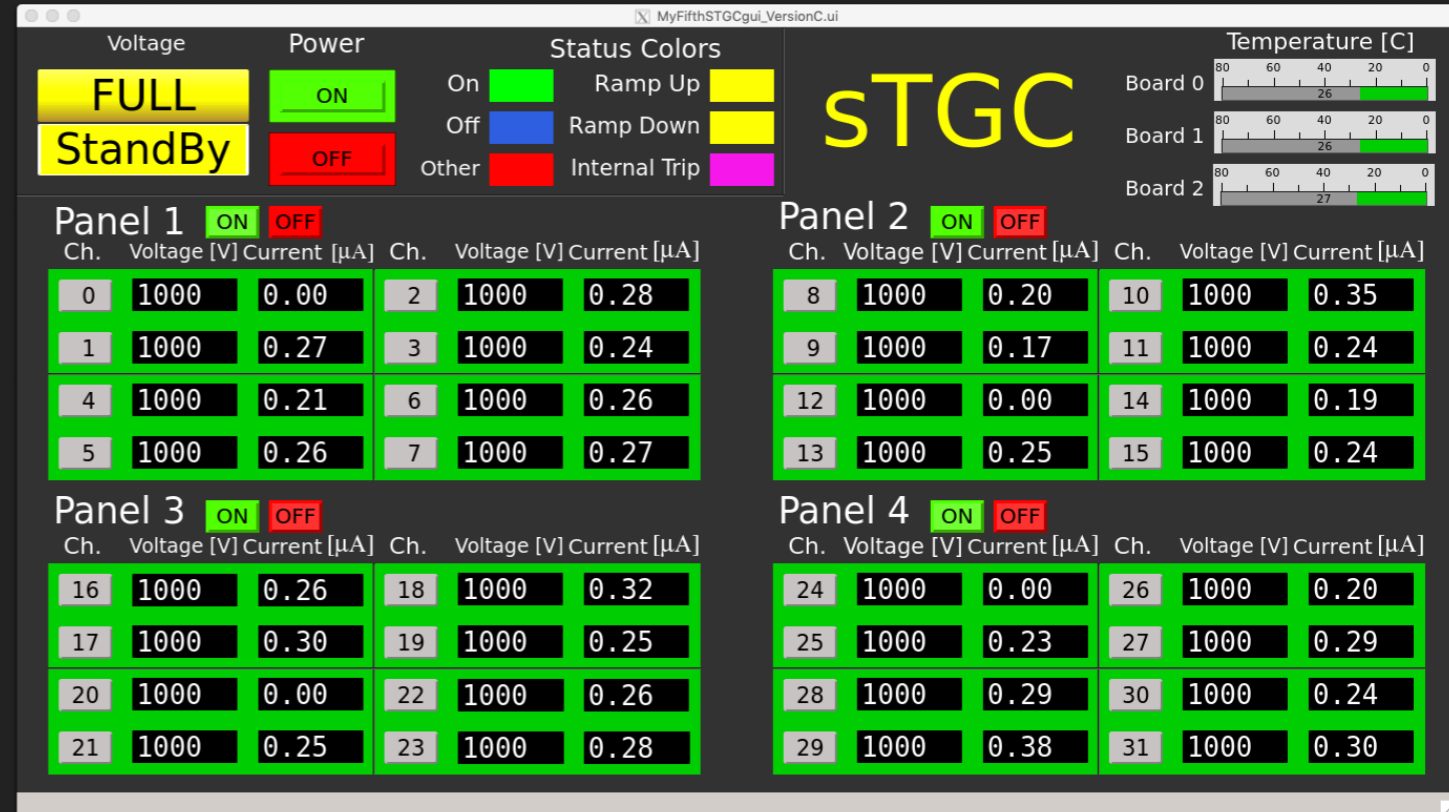 MyFifthSTGCgui_VersionC.ui
Voltage Power Status Colors Temperature [C]
FULL ON On Ramp Up sTGC Board 0 80 60 40 20 0
26
StandBy OFF Off Ramp Down Board 1 80 60 40 20 0
26
Other Internal Trip Board 2 80 60 40 20 0
27
Panel 1 ON OFF Panel 2 ON OFF
Ch. Voltage [V] Current [μA] Ch. Voltage [V] Current [μA] Ch. Voltage [V] Current [μA] Ch. Voltage [V] Current [μA]
0 1000 0.00 2 1000 0.28 8 1000 0.20 10 1000 0.35
1 1000 0.27 3 1000 0.24 9 1000 0.17 11 1000 0.24
4 1000 0.21 6 1000 0.26 12 1000 0.00 14 1000 0.19
5 1000 0.26 7 1000 0.27 13 1000 0.25 15 1000 0.24
Panel 3 ON OFF Panel 4 ON OFF
Ch. Voltage [V] Current [μA] Ch. Voltage [V] Current [μA] Ch. Voltage [V] Current [μA] Ch. Voltage [V] Current [μA]
16 1000 0.26 18 1000 0.32 24 1000 0.00 26 1000 0.20
17 1000 0.30 19 1000 0.25 25 1000 0.23 27 1000 0.29
20 1000 0.00 22 1000 0.26 28 1000 0.29 30 1000 0.24
21 1000 0.25 23 1000 0.28 29 1000 0.38 31 1000 0.30